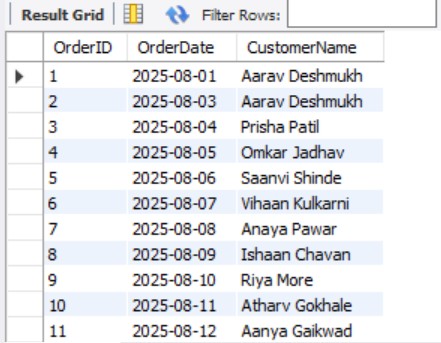 Result Grid Filter Rows:
OrderID OrderDate CustomerName
1 2025-08-01 Aarav Deshmukh
2 2025-08-03 Aarav Deshmukh
3 2025-08-04 Prisha Patil
4 2025-08-05 Omkar Jadhav
5 2025-08-06 Saanvi Shinde
6 2025-08-07 Vihaan Kulkarni
7 2025-08-08 Anaya Pawar
8 2025-08-09 Ishaan Chavan
9 2025-08-10 Riya More
10 2025-08-11 Atharv Gokhale
11 2025-08-12 Aanya Gaikwad